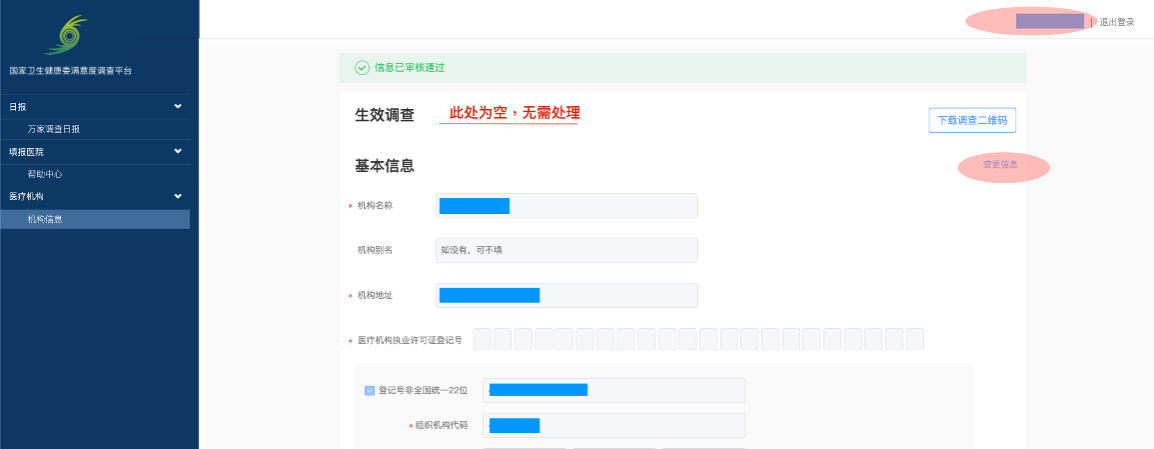 退出登录
国家卫生健康委满意度调查平台
信息已审核通过
日报
万家调查日报
填报医院
帮助中心
医疗机构
机构信息
生效调查
此处为空，无需处理
下载调查二维码
基本信息
变更信息
* 机构名称
机构别名
如没有，可不填
* 机构地址
* 医疗机构执业许可证登记号
登记号非全国统一22位
* 组织机构代码